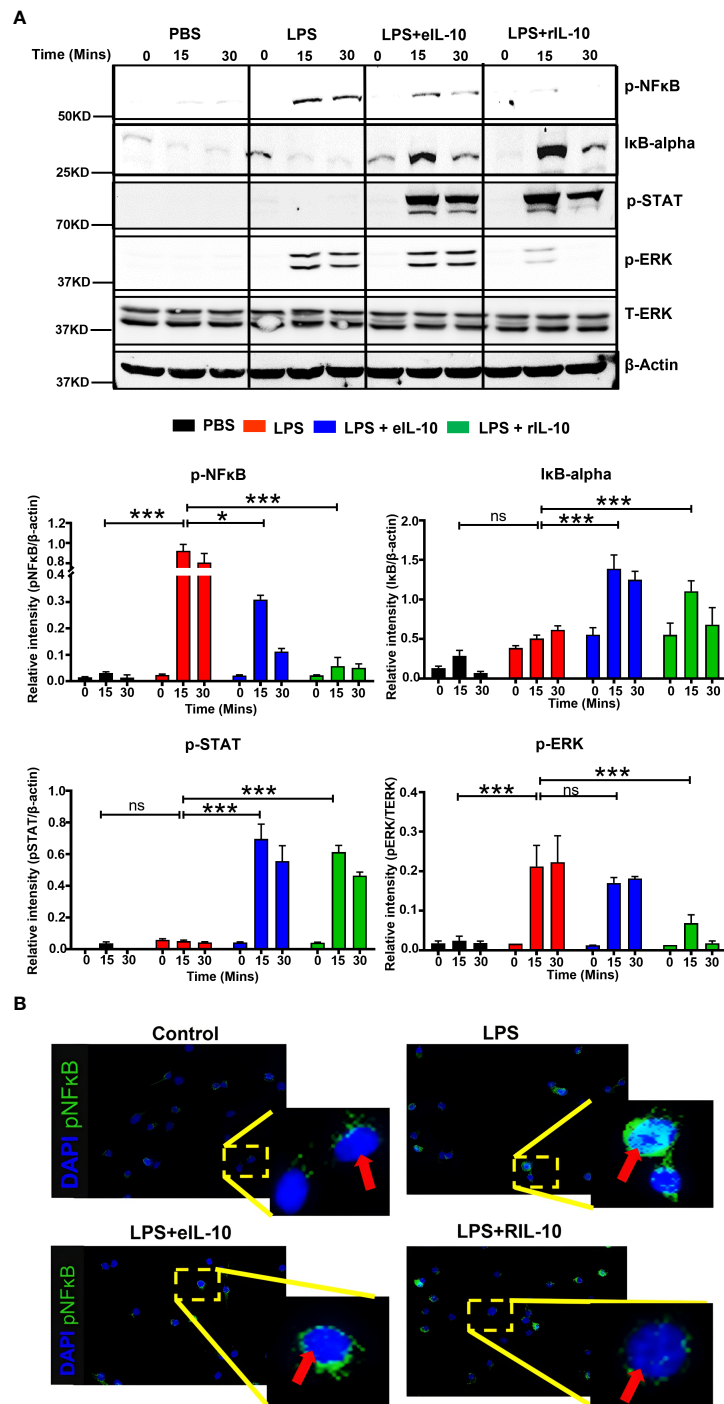 A
PBS LPS LPS+eIL-10 LPS+rIL-10
Time (Mins) 0 15 30 0 15 30 0 15 30 0 15 30
p-NFκB
50KD
IκB-alpha
25KD
p-STAT
70KD
p-ERK
37KD
T-ERK
37KD
β-Actin
37KD
PBS LPS LPS + eIL-10 LPS + rIL-10
p-NFκB
Relative intensity (pNFκB/β-actin)
1.2
1.0
0.8
0.6
0.4
0.3
0.2
0.1
0.0
***
*** *
0 15 30 0 15 30 0 15 30 0 15 30
Time (Mins)
IκB-alpha
Relative intensity (IκB/β-actin)
2.0
1.5
1.0
0.5
0.0
***
ns ***
0 15 30 0 15 30 0 15 30 0 15 30
Time (Mins)
p-STAT
Relative intensity (pSTAT/β-actin)
1.0
0.8
0.6
0.4
0.2
0.0
***
ns ***
0 15 30 0 15 30 0 15 30 0 15 30
Time (Mins)
p-ERK
Relative intensity (pERK/TERK)
0.4
0.3
0.2
0.1
0.0
***
*** ns
0 15 30 0 15 30 0 15 30 0 15 30
Time (Mins)
B
Control LPS
DAPI pNFκB
LPS+eIL-10 LPS+RIL-10
DAPI pNFκB